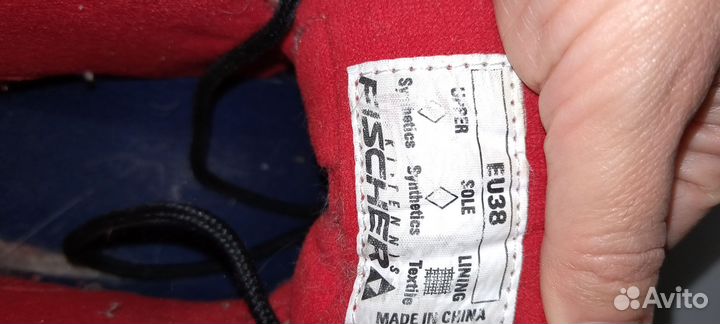 EU38
UPPER SOLE LINING
Synthetics Synthetics Textile
FISCHER
MADE IN CHINA
Avito